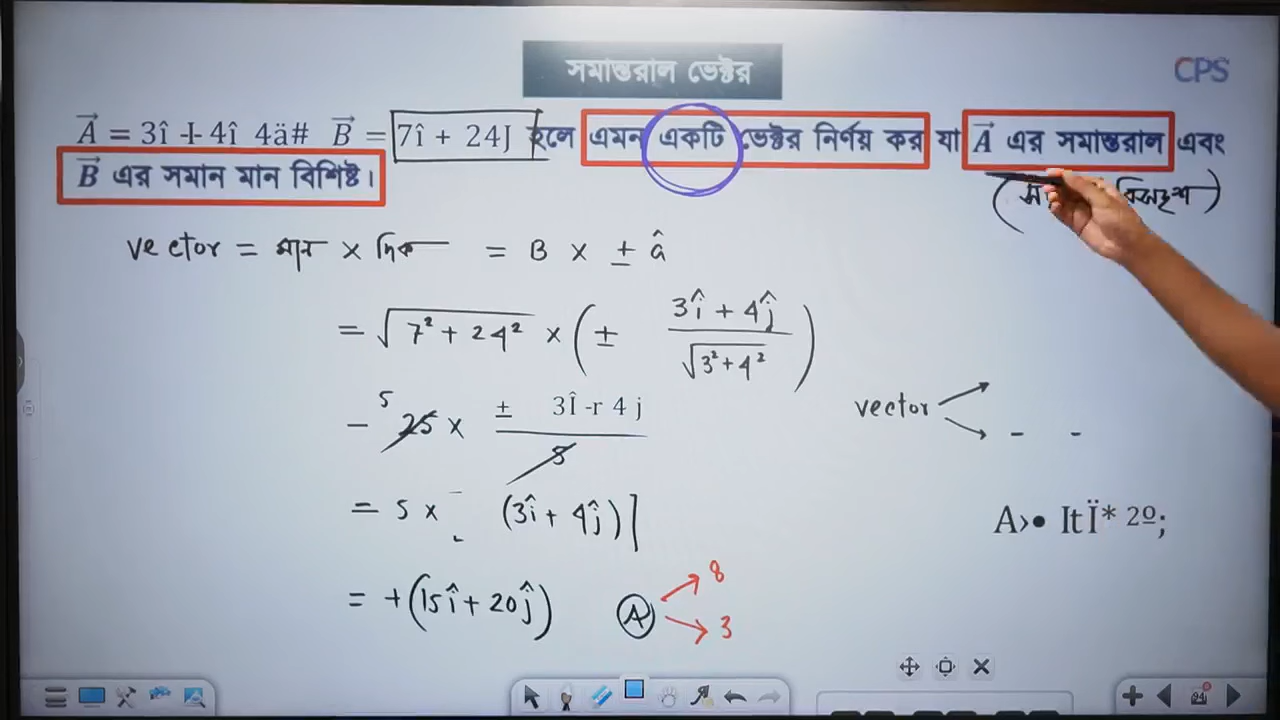 সমান্তরাল ভেক্টর
CPS
A⃗ = 3î + 4î 4ä# B⃗ = 7î + 24J হলে এমন একটি ভেক্টর নির্ণয় কর যা A⃗ এর সমান্তরাল এবং
B⃗ এর সমান মান বিশিষ্ট।
(স বিসদৃশ)
vector = মান × দিক = B × ± â
= √7² + 24² × (± 3î + 4ĵ / √3² + 4²)
− 5 25 × ± 3Î -r 4 j / 5
vector
= 5 × (3î + 4ĵ)
A>• ItÏ* 2º;
= +(15î + 20ĵ) A 8
3